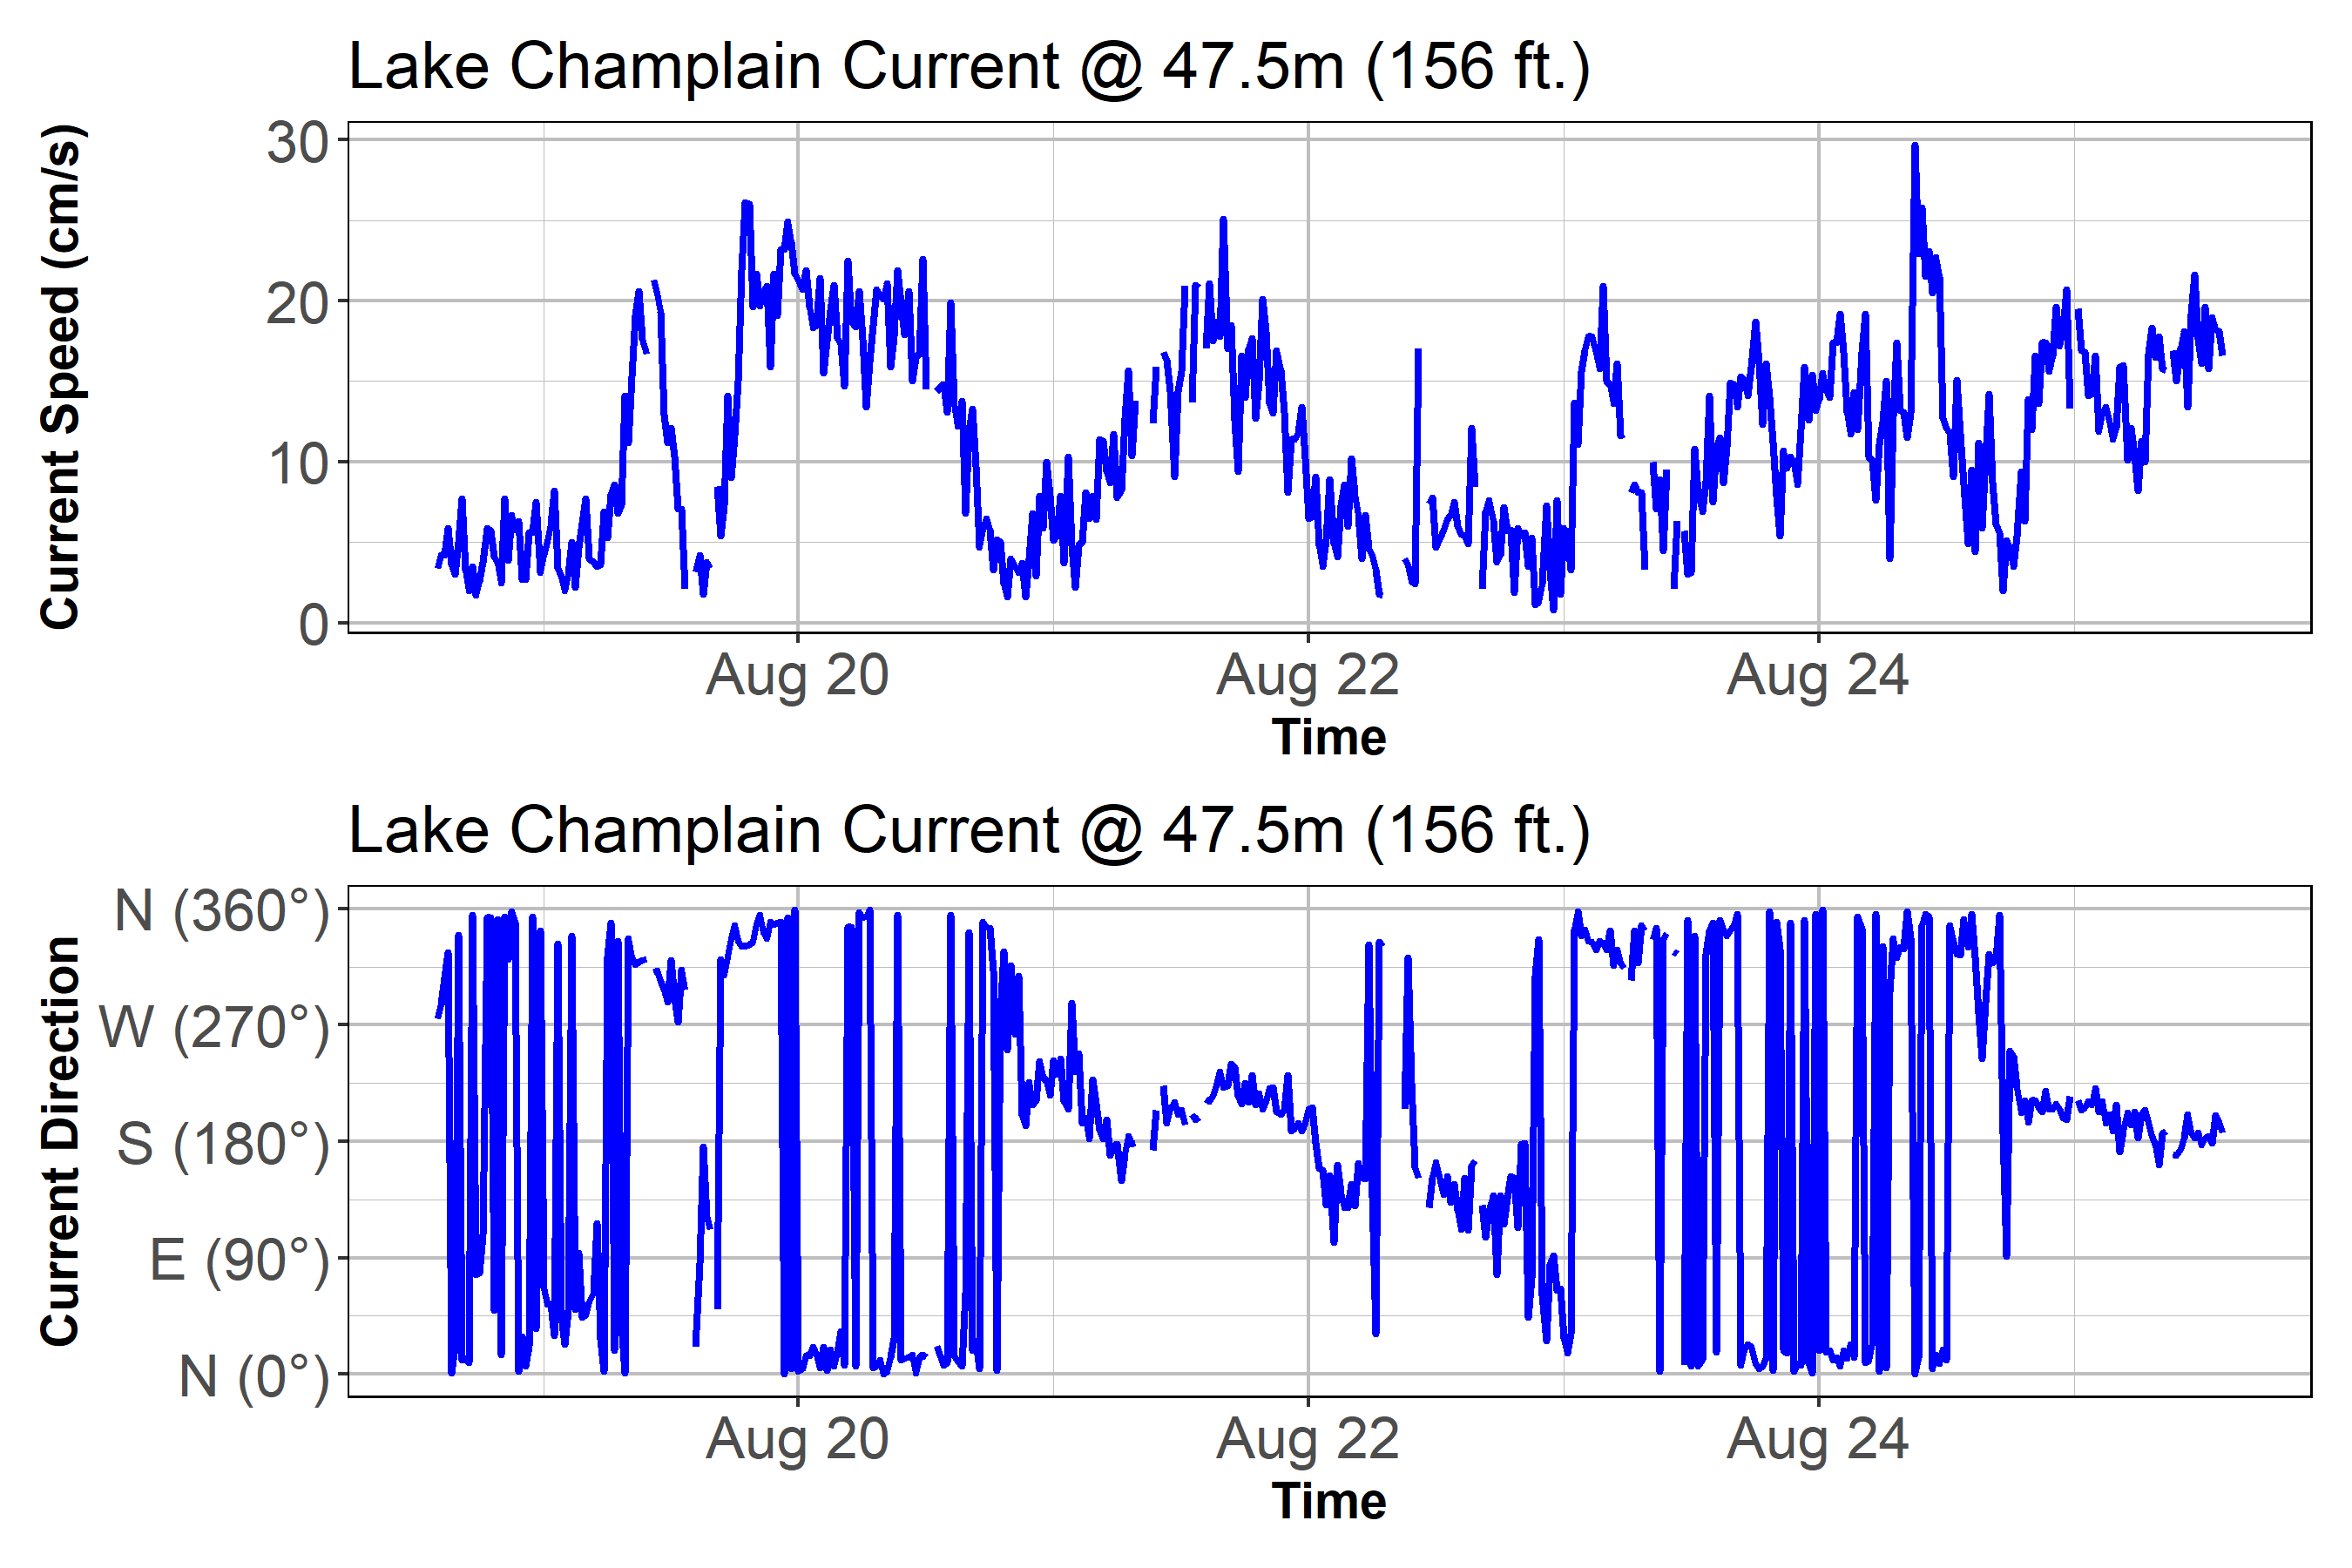 Lake Champlain Current @ 47.5m (156 ft.)
Current Speed (cm/s)
30
20
10
0
Aug 20 Aug 22 Aug 24
Time
Lake Champlain Current @ 47.5m (156 ft.)
Current Direction
N (360°)
W (270°)
S (180°)
E (90°)
N (0°)
Aug 20 Aug 22 Aug 24
Time